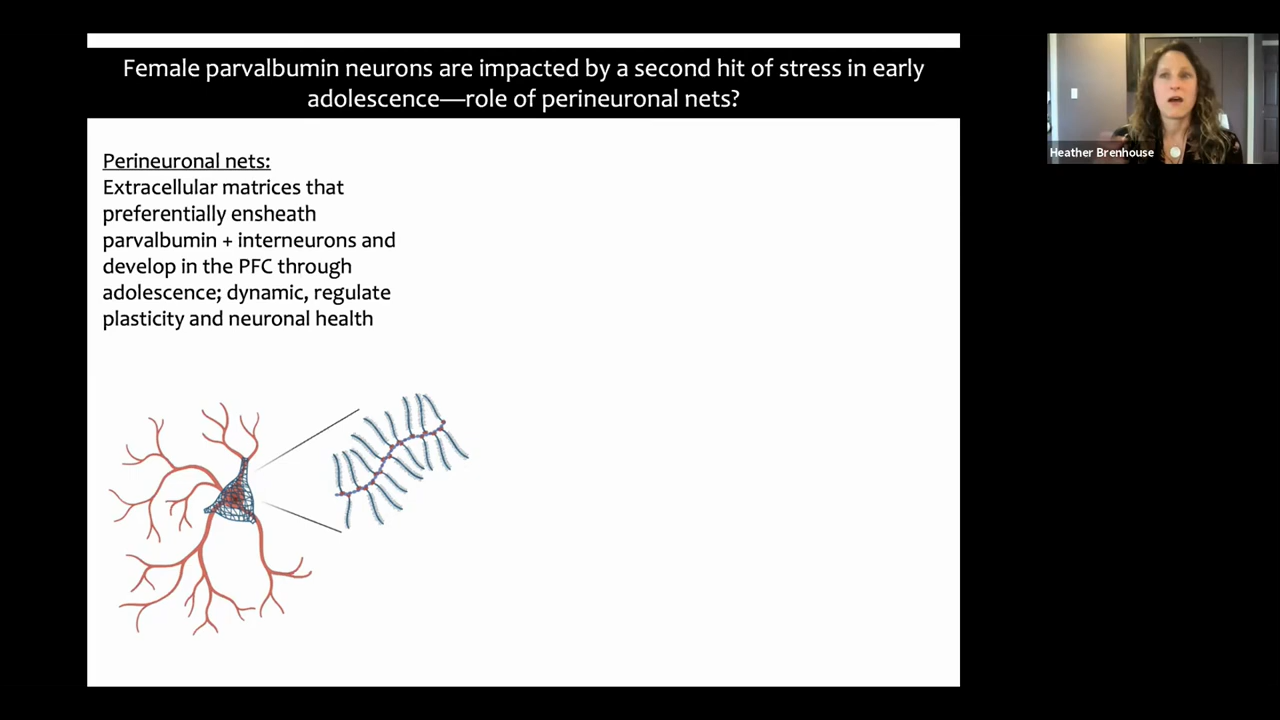 Female parvalbumin neurons are impacted by a second hit of stress in early
adolescence—role of perineuronal nets?
Perineuronal nets:
Extracellular matrices that
preferentially ensheath
parvalbumin + interneurons and
develop in the PFC through
adolescence; dynamic, regulate
plasticity and neuronal health
Heather Brenhouse